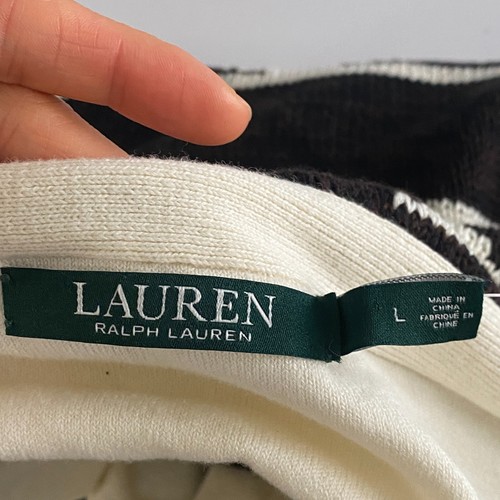 LAUREN
RALPH LAUREN
L
MADE IN
CHINA
FABRIQUÉ EN
CHINE